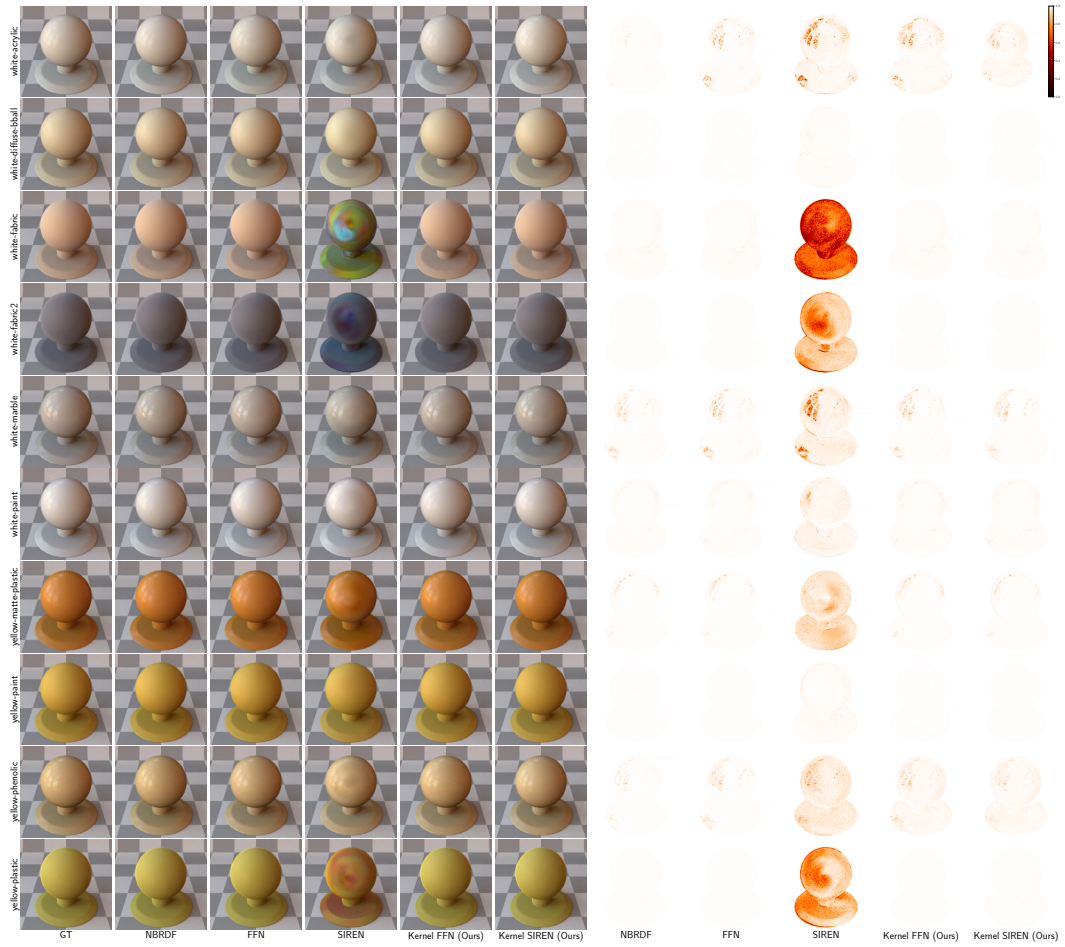 white-acrylic
white-diffuse-bball
white-fabric
white-fabric2
white-marble
white-paint
yellow-matte-plastic
yellow-paint
yellow-phenolic
yellow-plastic
GT NBRDF FFN SIREN Kernel FFN (Ours) Kernel SIREN (Ours) NBRDF FFN SIREN Kernel FFN (Ours) Kernel SIREN (Ours)